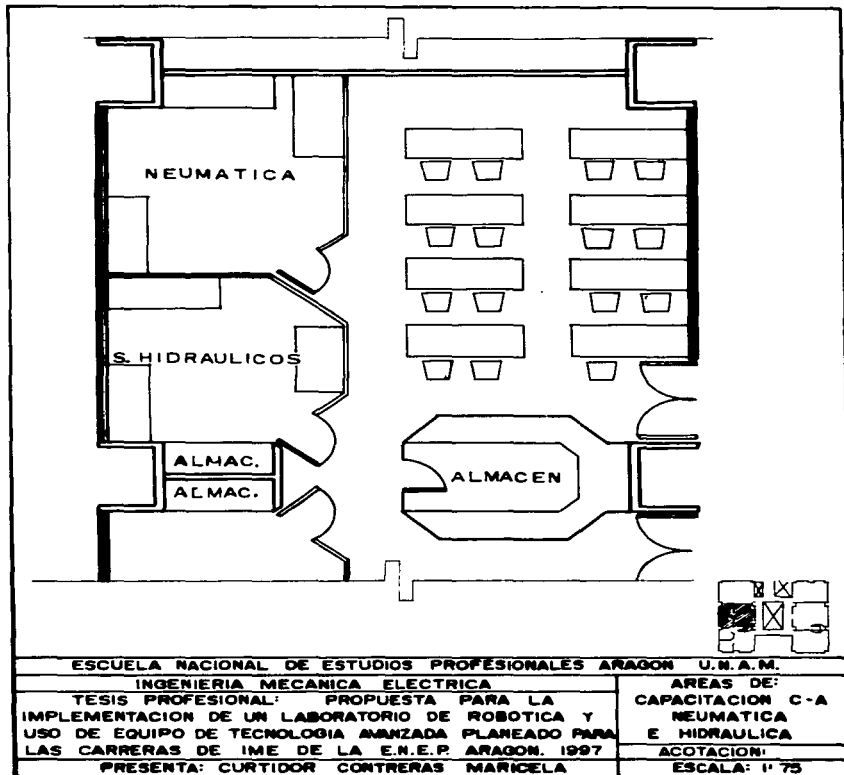 NEUMATICA
S. HIDRAULICOS
ALMAC.
ALMAC.
ALMACEN
ESCUELA NACIONAL DE ESTUDIOS PROFESIONALES ARAGON U.N.A.M.
INGENIERIA MECANICA ELECTRICA
TESIS PROFESIONAL: PROPUESTA PARA LA
IMPLEMENTACION DE UN LABORATORIO DE ROBOTICA Y
USO DE EQUIPO DE TECNOLOGIA AVANZADA PLANEADO PARA
LAS CARRERAS DE IME DE LA E.N.E.P. ARAGON. 1997
PRESENTA: CURTIDOR CONTRERAS MARICELA
AREAS DE:
CAPACITACION C-A
NEUMATICA
E HIDRAULICA
ACOTACION:
ESCALA: 1:75